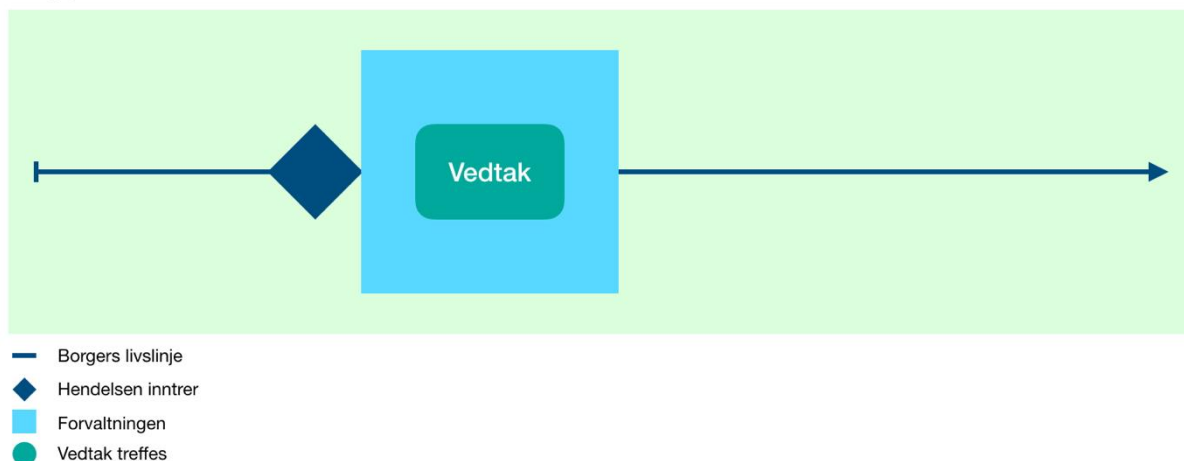 Vedtak
Borgers livslinje
Hendelsen inntrer
Forvaltningen
Vedtak treffes